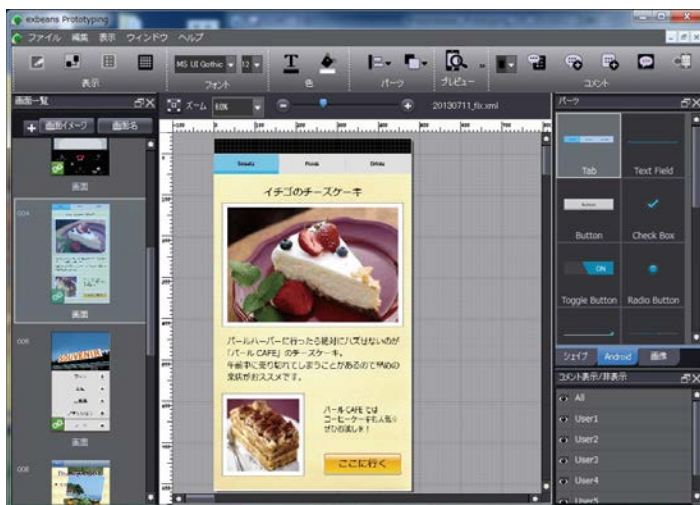 exbeans Prototyping
ファイル 編集 表示 ウィンドウ ヘルプ
MS UI Gothic 12
表示 フォント 色 パーツ プレビュー コメント
画面一覧
ズーム 60% 20130711_fix.xml
パーツ
画面イメージ 画面名
Beauty Foods Drinks
画面
イチゴのチーズケーキ
Tab Text Field
004
画面
Button Check Box
ON
Toggle Button Radio Button
パールハーバーに行ったら絶対にハズせないのが
「パール CAFE」のチーズケーキ。
午前中に売り切れてしまうことがあるので早めの
来店がおススメです。
シェイプ Android 画像
コメント表示/非表示
SOUVENIR
画面
パール CAFE では
コーヒーケーキも人気☆
ぜひお試しを!
ここに行く
All
User1
User2
User3
User4
User5